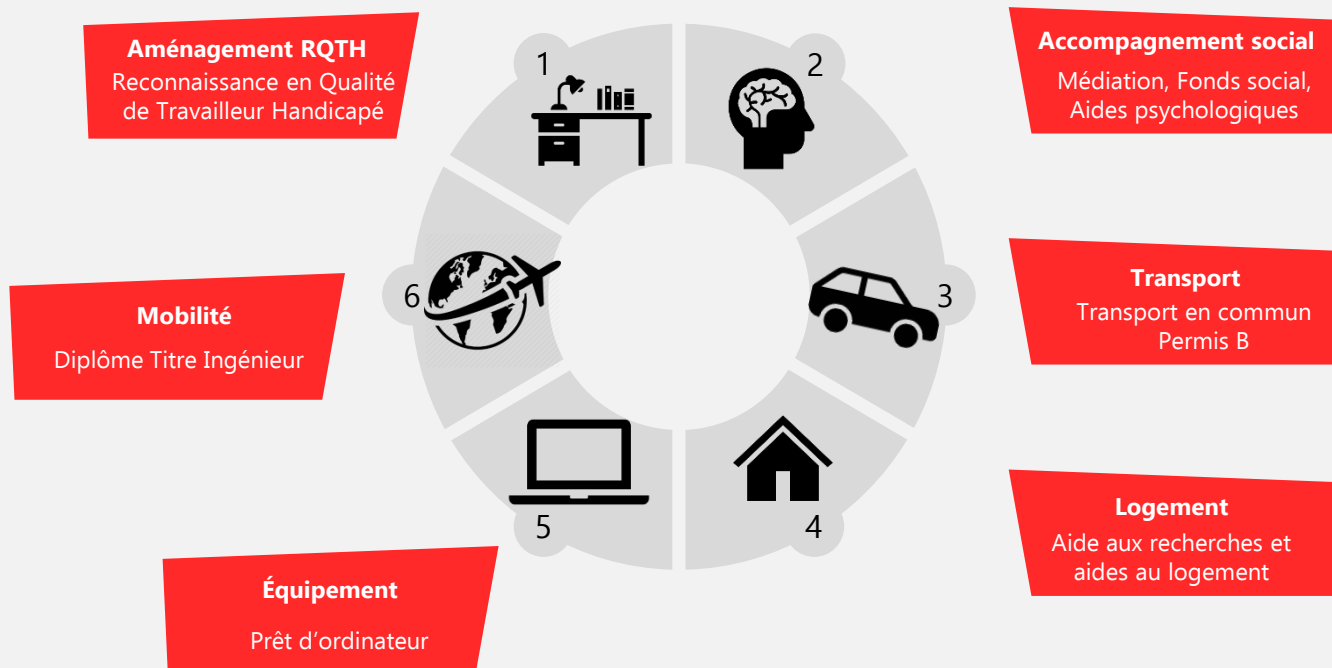 1
Aménagement RQTH
Reconnaissance en Qualité
de Travailleur Handicapé
2
Accompagnement social
Médiation, Fonds social,
Aides psychologiques
3
Transport
Transport en commun
Permis B
4
Logement
Aide aux recherches et
aides au logement
5
Équipement
Prêt d’ordinateur
6
Mobilité
Diplôme Titre Ingénieur